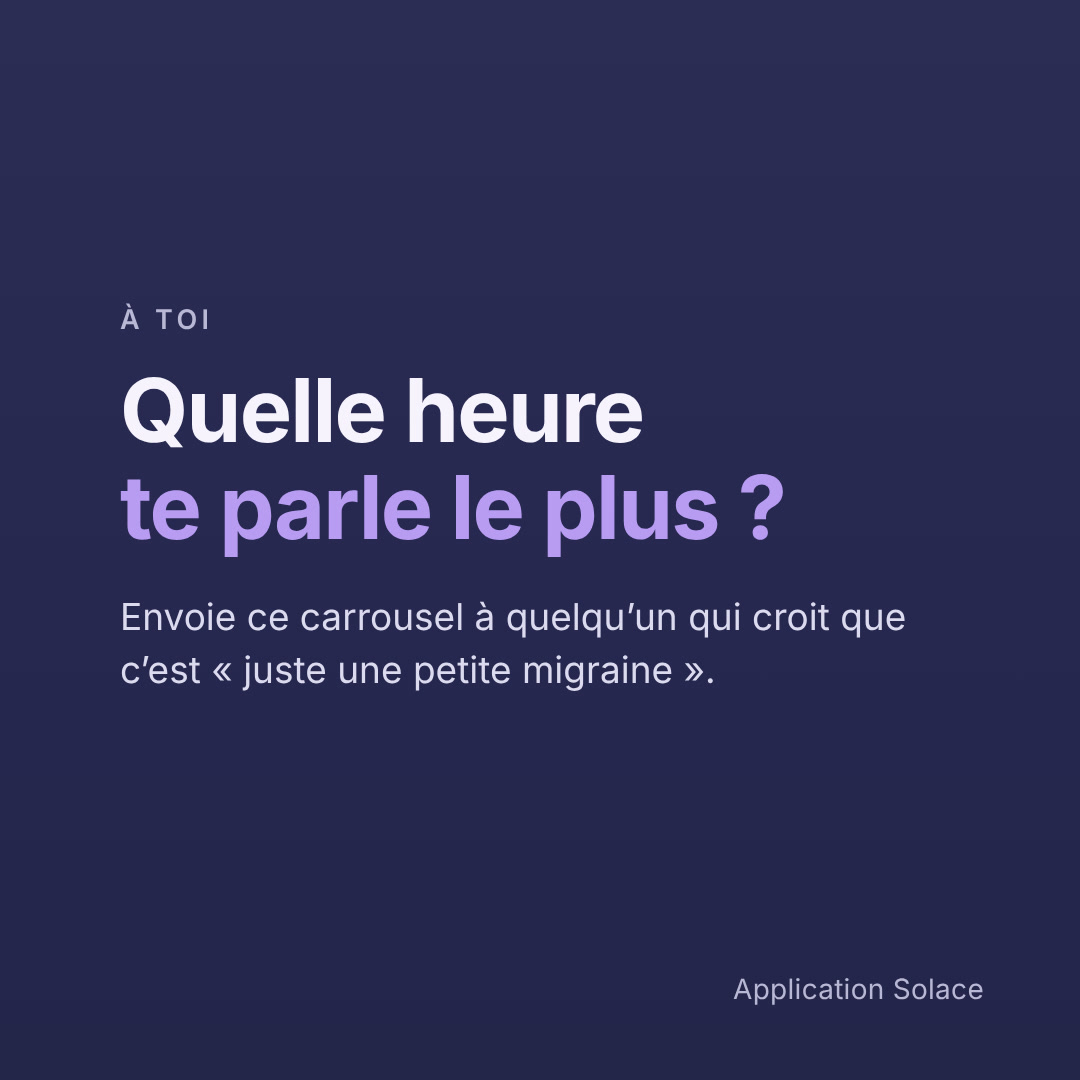 À TOI
Quelle heure
te parle le plus ?
Envoie ce carrousel à quelqu’un qui croit que
c’est « juste une petite migraine ».
Application Solace